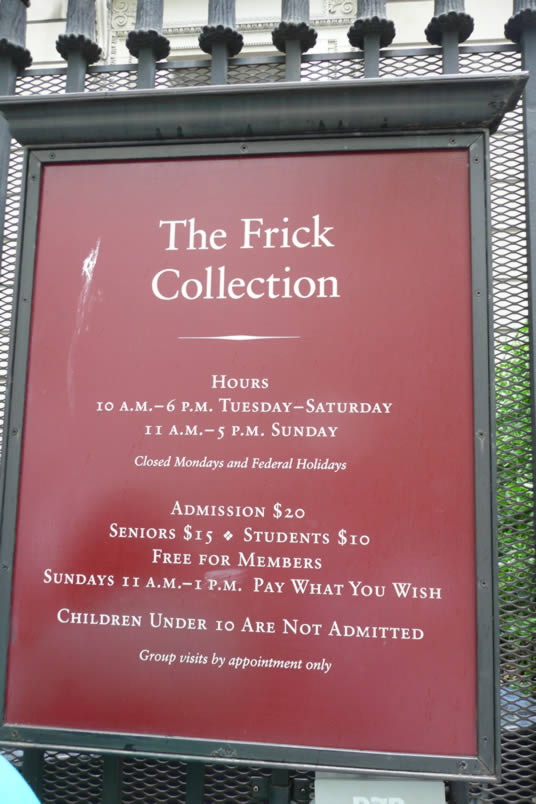 The Frick
Collection
Hours
10 A.M.–6 P.M. Tuesday–Saturday
11 A.M.–5 P.M. Sunday
Closed Mondays and Federal Holidays
Admission $20
Seniors $15 ❖ Students $10
Free for Members
Sundays 11 A.M.–1 P.M. Pay What You Wish
Children Under 10 Are Not Admitted
Group visits by appointment only